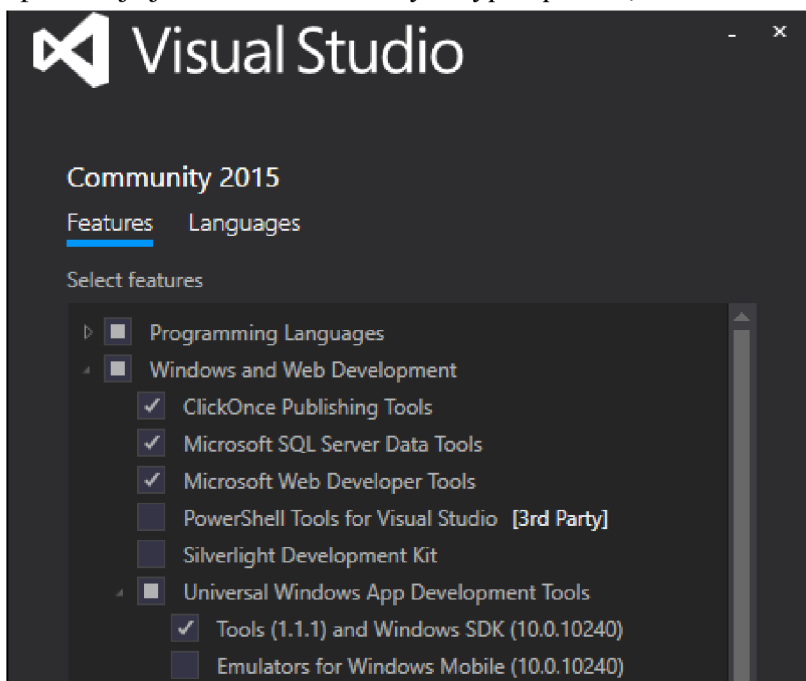 Visual Studio
Community 2015
Features Languages
Select features
Programming Languages
Windows and Web Development
ClickOnce Publishing Tools
Microsoft SQL Server Data Tools
Microsoft Web Developer Tools
PowerShell Tools for Visual Studio [3rd Party]
Silverlight Development Kit
Universal Windows App Development Tools
Tools (1.1.1) and Windows SDK (10.0.10240)
Emulators for Windows Mobile (10.0.10240)